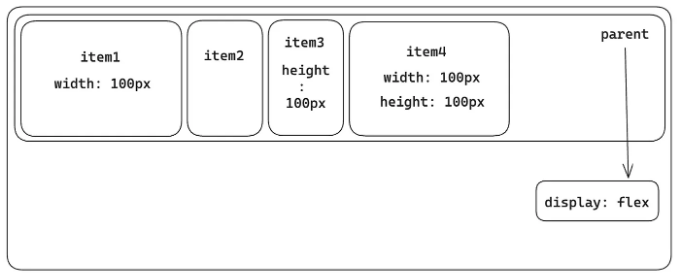 item1
width: 100px
item2
item3
height
:
100px
item4
width: 100px
height: 100px
parent
display: flex